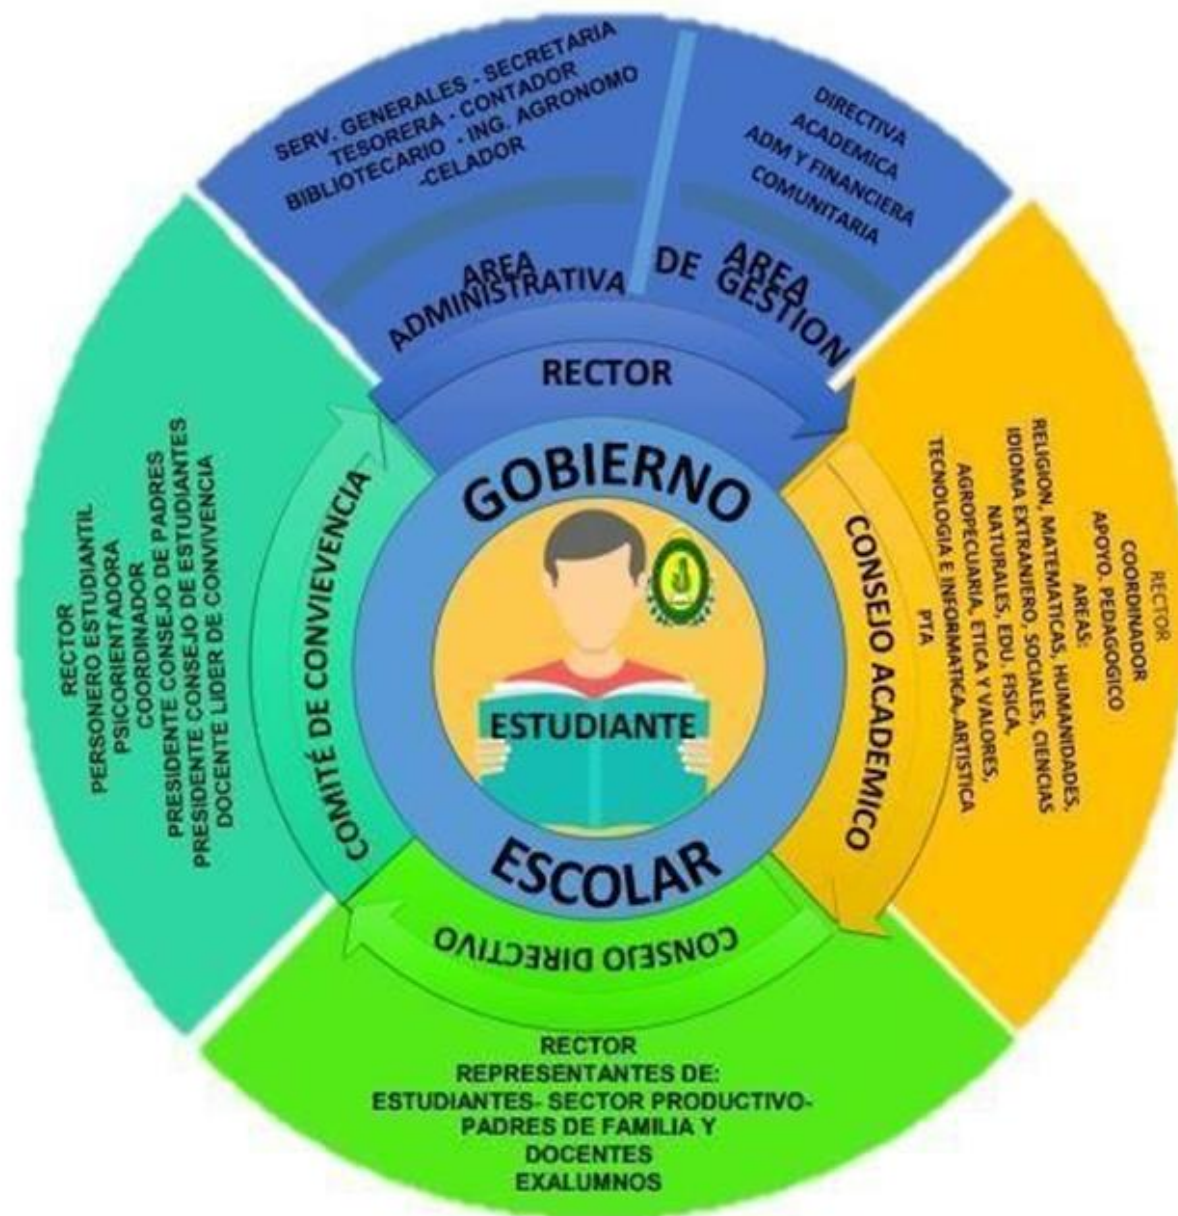 SERV. GENERALES - SECRETARIA
TESORERA - CONTADOR
BIBLIOTECARIO - ING. AGRONOMO
-CELADOR
AREA
ADMINISTRATIVA
DIRECTIVA
ACADEMICA
ADM Y FINANCIERA
COMUNITARIA
AREA
DE GESTION
RECTOR
GOBIERNO
ESTUDIANTE
ESCOLAR
CONSEJO ACADEMICO
RECTOR
COORDINADOR
APOYO. PEDAGOGICO
AREAS:
RELIGION, MATEMATICAS, HUMANIDADES,
IDIOMA EXTRANJERO, SOCIALES, CIENCIAS
NATURALES, EDU. FISICA,
AGROPECUARIA, ETICA Y VALORES,
TECNOLOGIA E INFORMATICA, ARTISTICA
PTA
CONSEJO DIRECTIVO
RECTOR
REPRESENTANTES DE:
ESTUDIANTES- SECTOR PRODUCTIVO-
PADRES DE FAMILIA Y
DOCENTES
EXALUMNOS
COMITÉ DE CONVIEVENCIA
RECTOR
PERSONERO ESTUDIANTIL
PSICORIENTADORA
COORDINADOR
PRESIDENTE CONSEJO DE PADRES
PRESIDENTE CONSEJO DE ESTUDIANTES
DOCENTE LIDER DE CONVIVENCIA